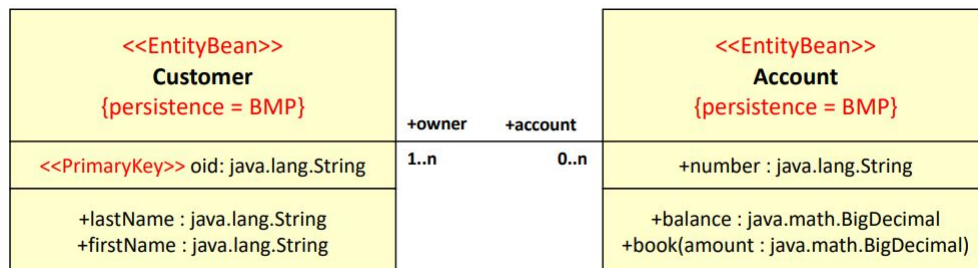 <<EntityBean>>
Customer
{persistence = BMP}
<<PrimaryKey>> oid: java.lang.String
+lastName : java.lang.String
+firstName : java.lang.String
+owner +account
1..n 0..n
<<EntityBean>>
Account
{persistence = BMP}
+number : java.lang.String
+balance : java.math.BigDecimal
+book(amount : java.math.BigDecimal)